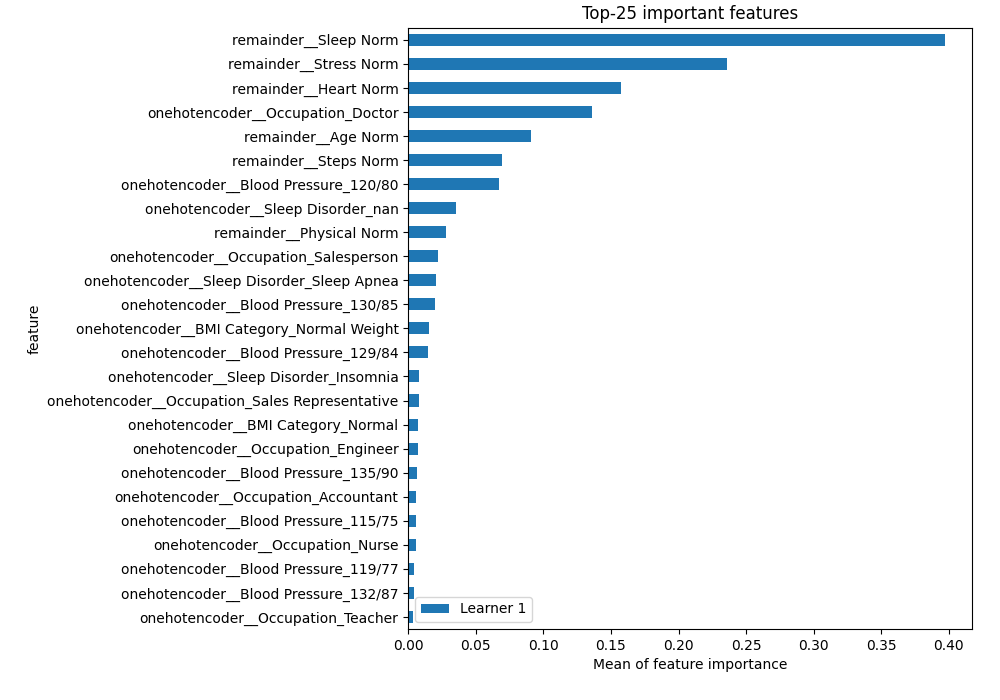 Top-25 important features
remainder__Sleep Norm
remainder__Stress Norm
remainder__Heart Norm
onehotencoder__Occupation_Doctor
remainder__Age Norm
remainder__Steps Norm
onehotencoder__Blood Pressure_120/80
onehotencoder__Sleep Disorder_nan
remainder__Physical Norm
onehotencoder__Occupation_Salesperson
onehotencoder__Sleep Disorder_Sleep Apnea
onehotencoder__Blood Pressure_130/85
onehotencoder__BMI Category_Normal Weight
onehotencoder__Blood Pressure_129/84
onehotencoder__Sleep Disorder_Insomnia
onehotencoder__Occupation_Sales Representative
onehotencoder__BMI Category_Normal
onehotencoder__Occupation_Engineer
onehotencoder__Blood Pressure_135/90
onehotencoder__Occupation_Accountant
onehotencoder__Blood Pressure_115/75
onehotencoder__Occupation_Nurse
onehotencoder__Blood Pressure_119/77
onehotencoder__Blood Pressure_132/87
onehotencoder__Occupation_Teacher
feature
Learner 1
0.00 0.05 0.10 0.15 0.20 0.25 0.30 0.35 0.40
Mean of feature importance